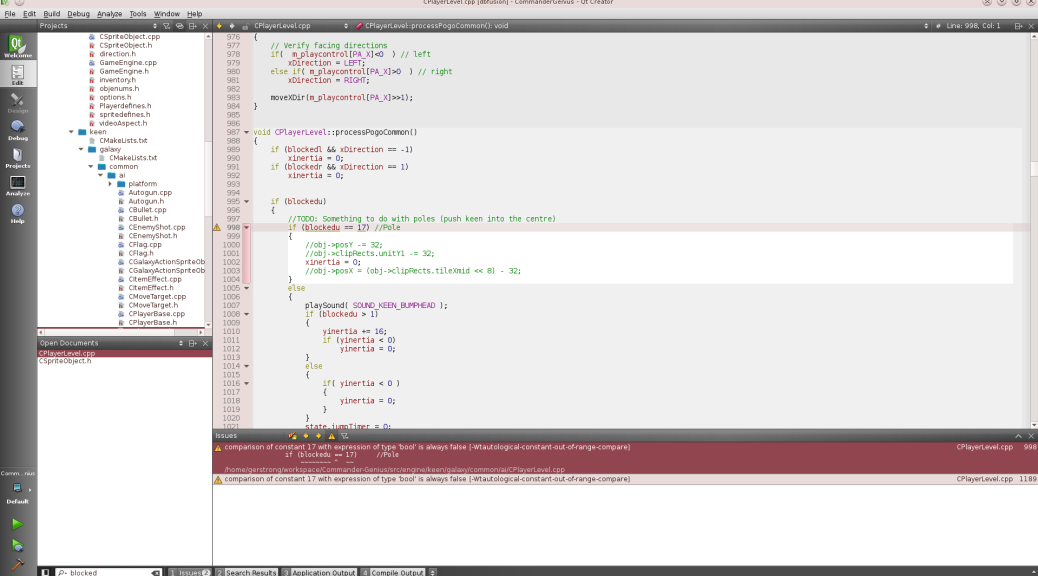 CPlayerLevel.cpp [dbfusion] - CommanderGenius - Qt Creator
File Edit Build Debug Analyze Tools Window Help
Projects
CPlayerLevel.cpp
CPlayerLevel::processPogoCommon(): void
Line: 998, Col: 1
Welcome
Edit
Design
Debug
Projects
Analyze
Help
Default
CSpriteObject.cpp
CSpriteObject.h
direction.h
GameEngine.cpp
GameEngine.h
inventory.h
objenums.h
options.h
Playerdefines.h
spritedefines.h
videoAspect.h
keen
CMakeLists.txt
galaxy
CMakeLists.txt
common
ai
platform
Autogun.cpp
Autogun.h
CBullet.cpp
CBullet.h
CEnemyShot.cpp
CEnemyShot.h
CFlag.cpp
CFlag.h
CGalaxyActionSpriteOb
CGalaxyActionSpriteOb
CItemEffect.cpp
CItemEffect.h
CMoveTarget.cpp
CMoveTarget.h
CPlayerBase.cpp
CPlayerBase.h
Open Documents
CPlayerLevel.cpp
CSpriteObject.h
976 {
977 // Verify facing directions
978 if( m_playcontrol[PA_X]<0 ) // left
979 xDirection = LEFT;
980 else if( m_playcontrol[PA_X]>0 ) // right
981 xDirection = RIGHT;
982
983 moveXDir(m_playcontrol[PA_X]>>1);
984 }
985
986
987 void CPlayerLevel::processPogoCommon()
988 {
989 if (blockedl && xDirection == -1)
990 xinertia = 0;
991 if (blockedr && xDirection == 1)
992 xinertia = 0;
993
994
995 if (blockedu)
996 {
997 //TODO: Something to do with poles (push keen into the centre)
998 if (blockedu == 17) //Pole
999 {
1000 //obj->posY -= 32;
1001 //obj->clipRects.unitY1 -= 32;
1002 xinertia = 0;
1003 //obj->posX = (obj->clipRects.tileXmid << 8) - 32;
1004 }
1005 else
1006 {
1007 playSound( SOUND_KEEN_BUMPHEAD );
1008 if (blockedu > 1)
1009 {
1010 yinertia += 16;
1011 if (yinertia < 0)
1012 yinertia = 0;
1013 }
1014 else
1015 {
1016 if( yinertia < 0 )
1017 {
1018 yinertia = 0;
1019 }
1020 }
1021 state.jumpTimer = 0;
Issues
comparison of constant 17 with expression of type 'bool' is always false [-Wtautological-constant-out-of-range-compare] CPlayerLevel.cpp 998
if (blockedu == 17) //Pole
~~~~~~~~ ^ ~~
/home/gerstrong/workspace/Commander-Genius/src/engine/keen/galaxy/common/ai/CPlayerLevel.cpp
comparison of constant 17 with expression of type 'bool' is always false [-Wtautological-constant-out-of-range-compare] CPlayerLevel.cpp 1189
blocked
1 Issues 2 2 Search Results 3 Application Output 4 Compile Output